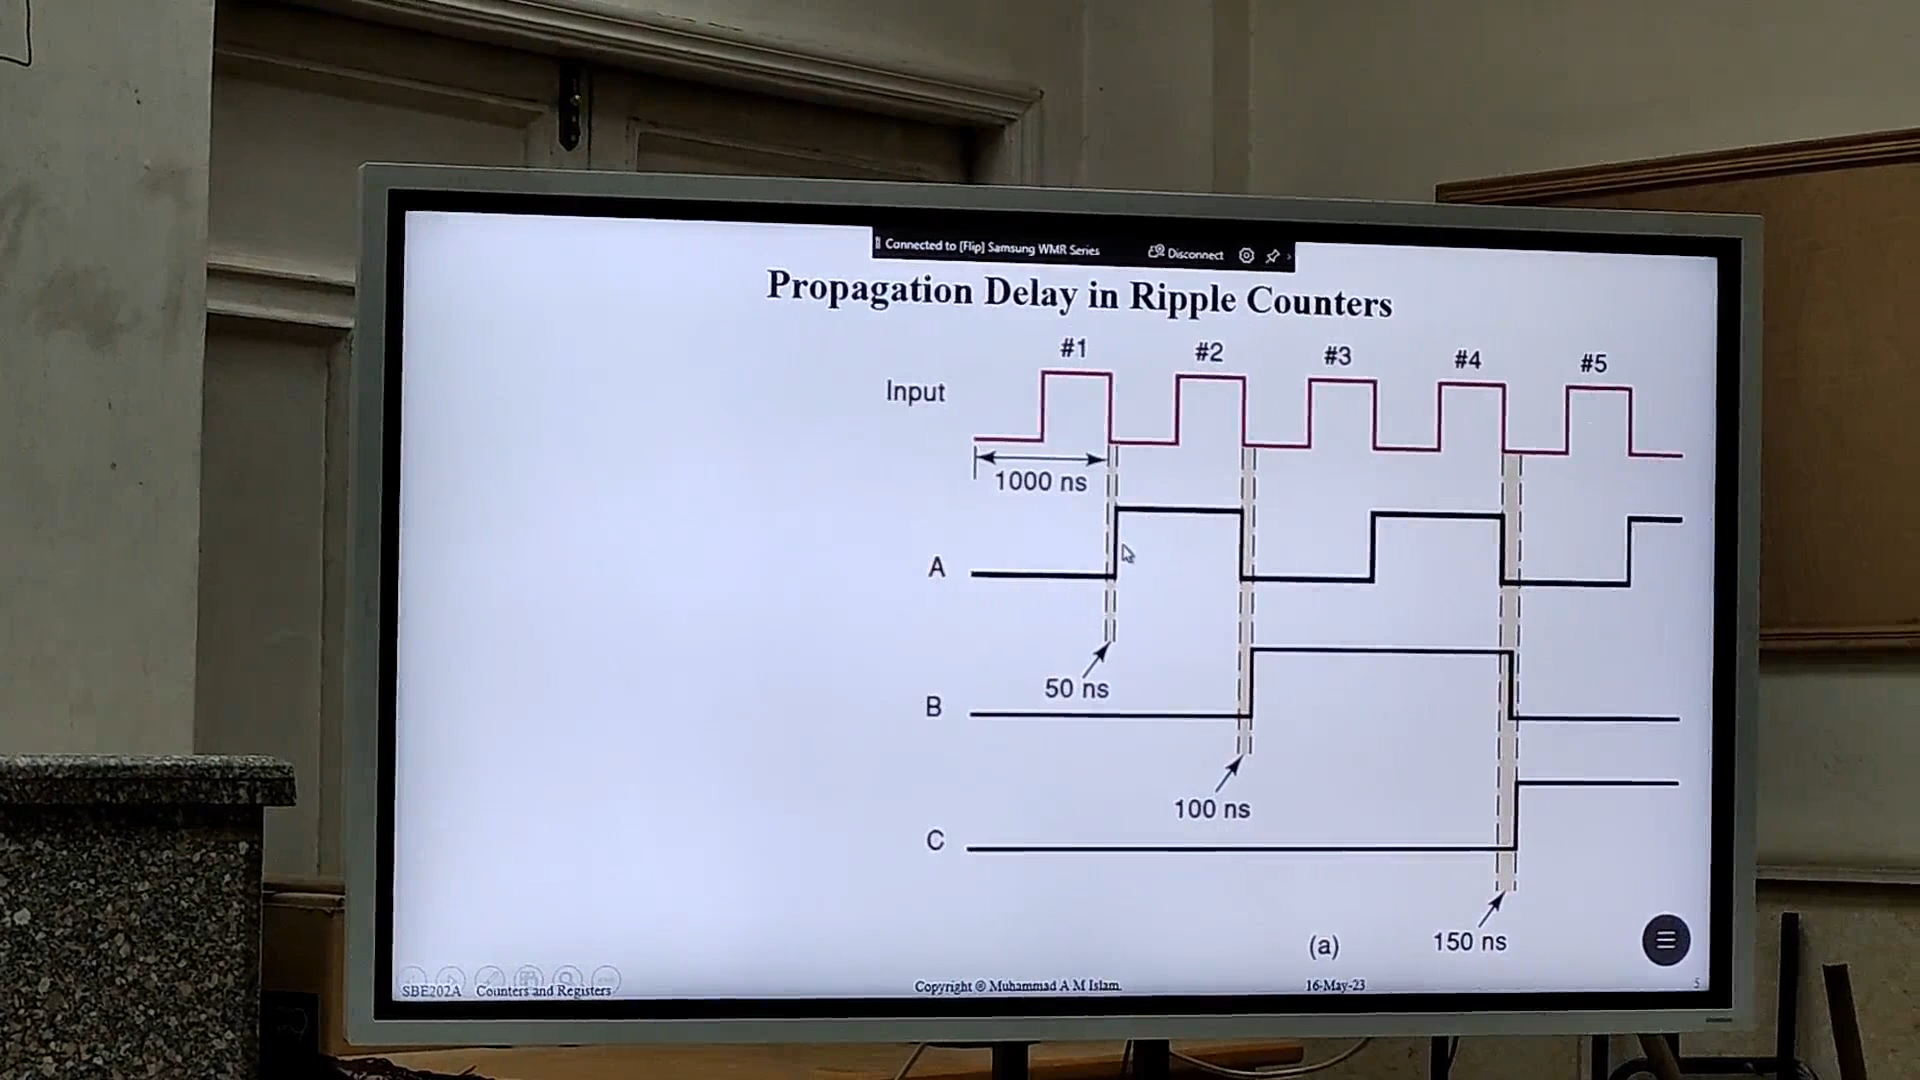 Connected to [Flip] Samsung WMR Series Disconnect
Propagation Delay in Ripple Counters
#1 #2 #3 #4 #5
Input
1000 ns
A
50 ns
B
100 ns
C
(a) 150 ns
SBE202A Counters and Registers Copyright © Muhammad A M Islam. 16-May-23 5